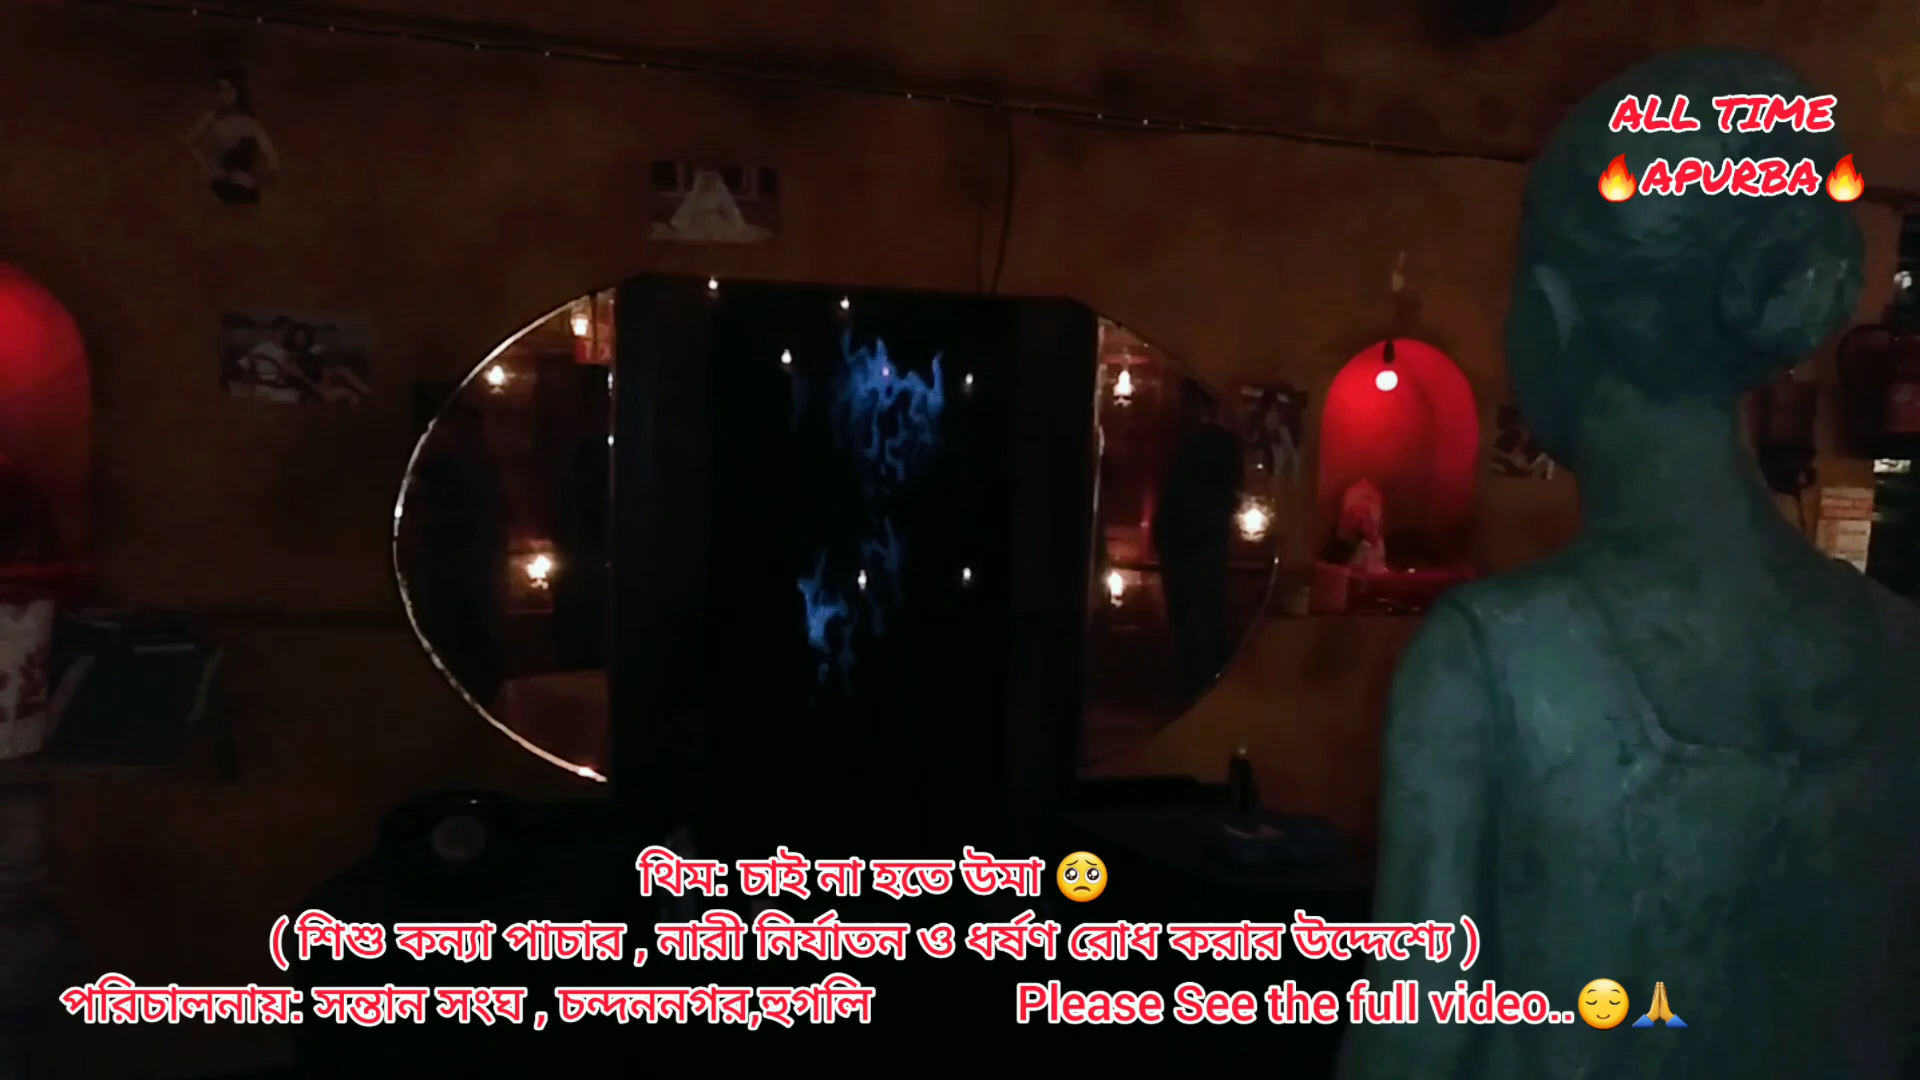 ALL TIME
🔥APURBA🔥
থিম: চাই না হতে উমা 🥺
( শিশু কন্যা পাচার , নারী নির্যাতন ও ধর্ষণ রোধ করার উদ্দেশ্যে )
পরিচালনায়: সন্তান সংঘ , চন্দননগর,হুগলি Please See the full video..😌🙏